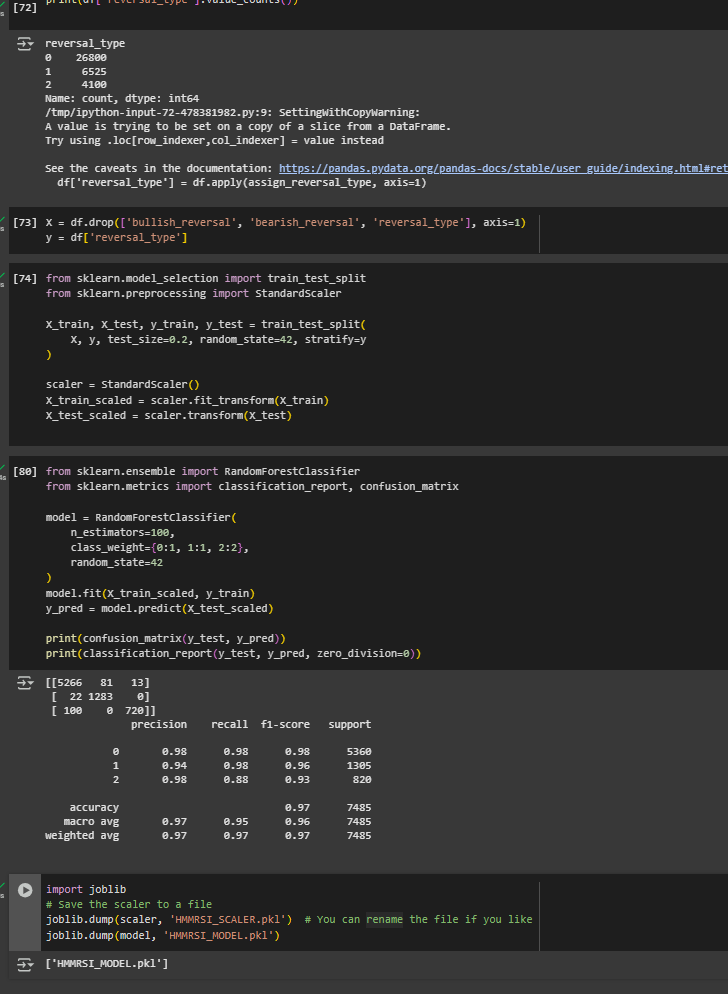 [72]
print(df['reversal_type'].value_counts())
reversal_type
0    26800
1     6525
2     4100
Name: count, dtype: int64
/tmp/ipython-input-72-478381982.py:9: SettingWithCopyWarning:
A value is trying to be set on a copy of a slice from a DataFrame.
Try using .loc[row_indexer,col_indexer] = value instead
See the caveats in the documentation: https://pandas.pydata.org/pandas-docs/stable/user_guide/indexing.html#ret
  df['reversal_type'] = df.apply(assign_reversal_type, axis=1)
[73] X = df.drop(['bullish_reversal', 'bearish_reversal', 'reversal_type'], axis=1)
y = df['reversal_type']
[74] from sklearn.model_selection import train_test_split
from sklearn.preprocessing import StandardScaler
X_train, X_test, y_train, y_test = train_test_split(
    X, y, test_size=0.2, random_state=42, stratify=y
)
scaler = StandardScaler()
X_train_scaled = scaler.fit_transform(X_train)
X_test_scaled = scaler.transform(X_test)
[80] from sklearn.ensemble import RandomForestClassifier
from sklearn.metrics import classification_report, confusion_matrix
model = RandomForestClassifier(
    n_estimators=100,
    class_weight={0:1, 1:1, 2:2},
    random_state=42
)
model.fit(X_train_scaled, y_train)
y_pred = model.predict(X_test_scaled)
print(confusion_matrix(y_test, y_pred))
print(classification_report(y_test, y_pred, zero_division=0))
[[5266   81   13]
 [  22 1283    0]
 [ 100    0  720]]
              precision    recall  f1-score   support
           0       0.98      0.98      0.98      5360
           1       0.94      0.98      0.96      1305
           2       0.98      0.88      0.93       820
    accuracy                           0.97      7485
   macro avg       0.97      0.95      0.96      7485
weighted avg       0.97      0.97      0.97      7485
import joblib
# Save the scaler to a file
joblib.dump(scaler, 'HMMRSI_SCALER.pkl')  # You can rename the file if you like
joblib.dump(model, 'HMMRSI_MODEL.pkl')
['HMMRSI_MODEL.pkl']